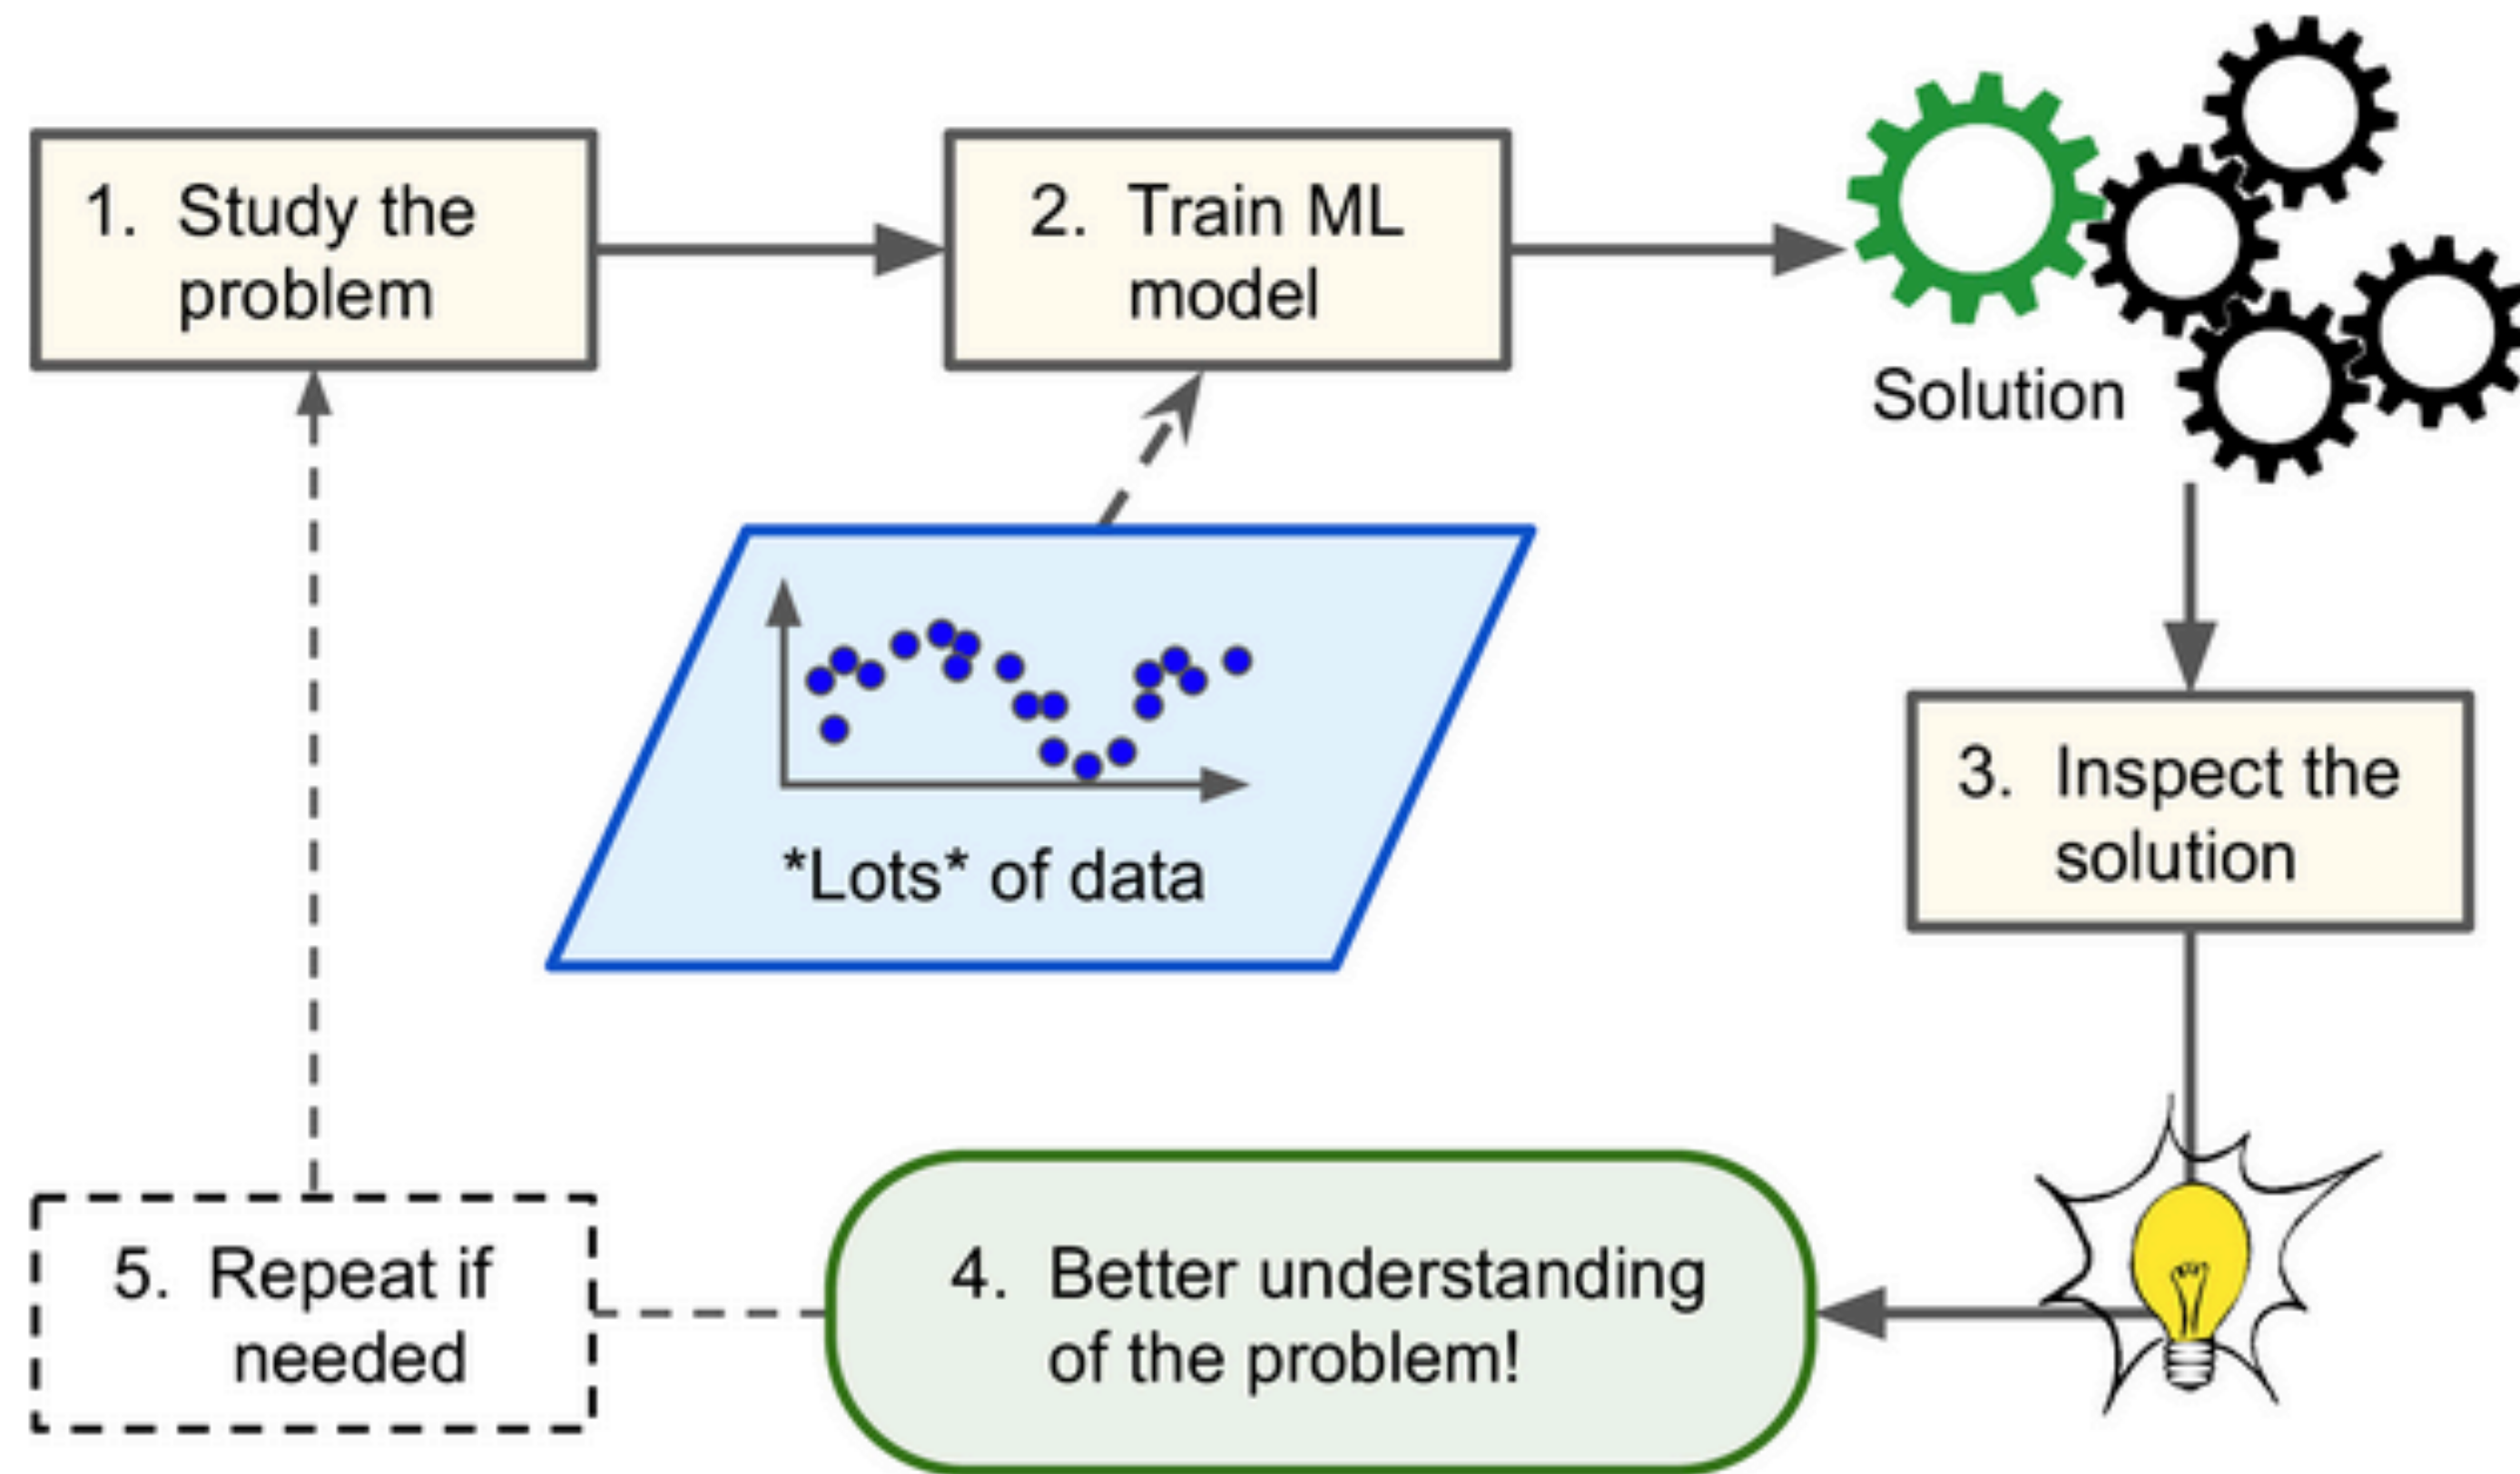 1. Study the
problem
2. Train ML
model
Solution
*Lots* of data
3. Inspect the
solution
4. Better understanding
of the problem!
5. Repeat if
needed